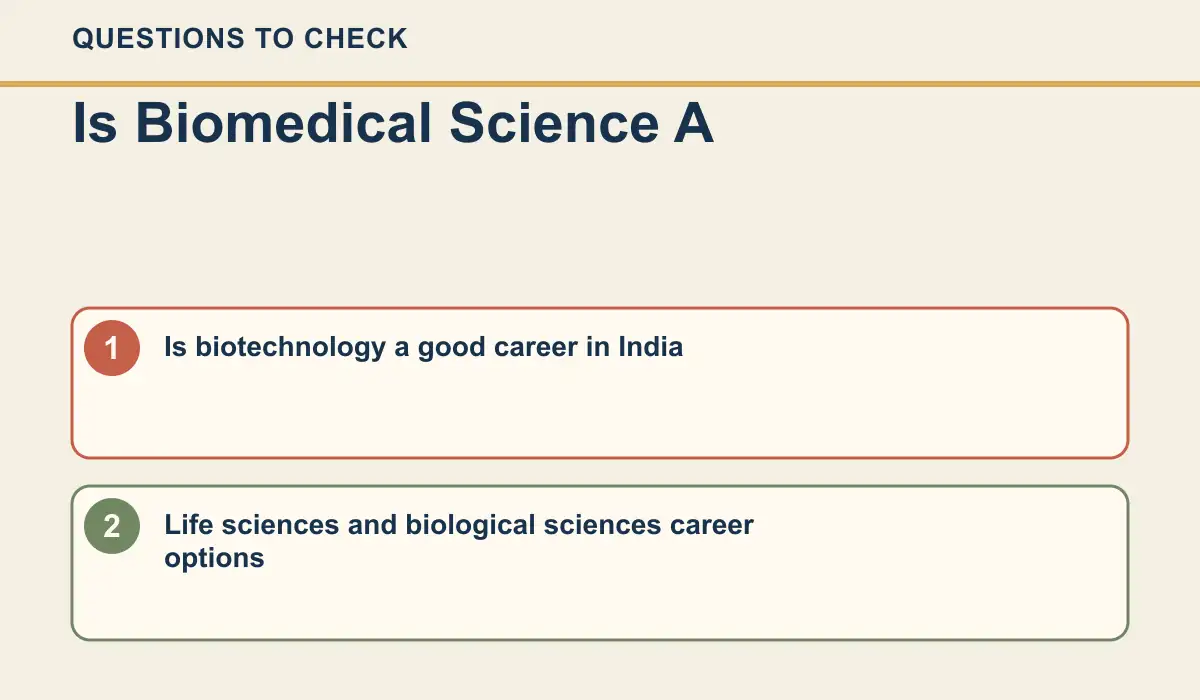 QUESTIONS TO CHECK
Is Biomedical Science A
1
Is biotechnology a good career in India
2
Life sciences and biological sciences career
options